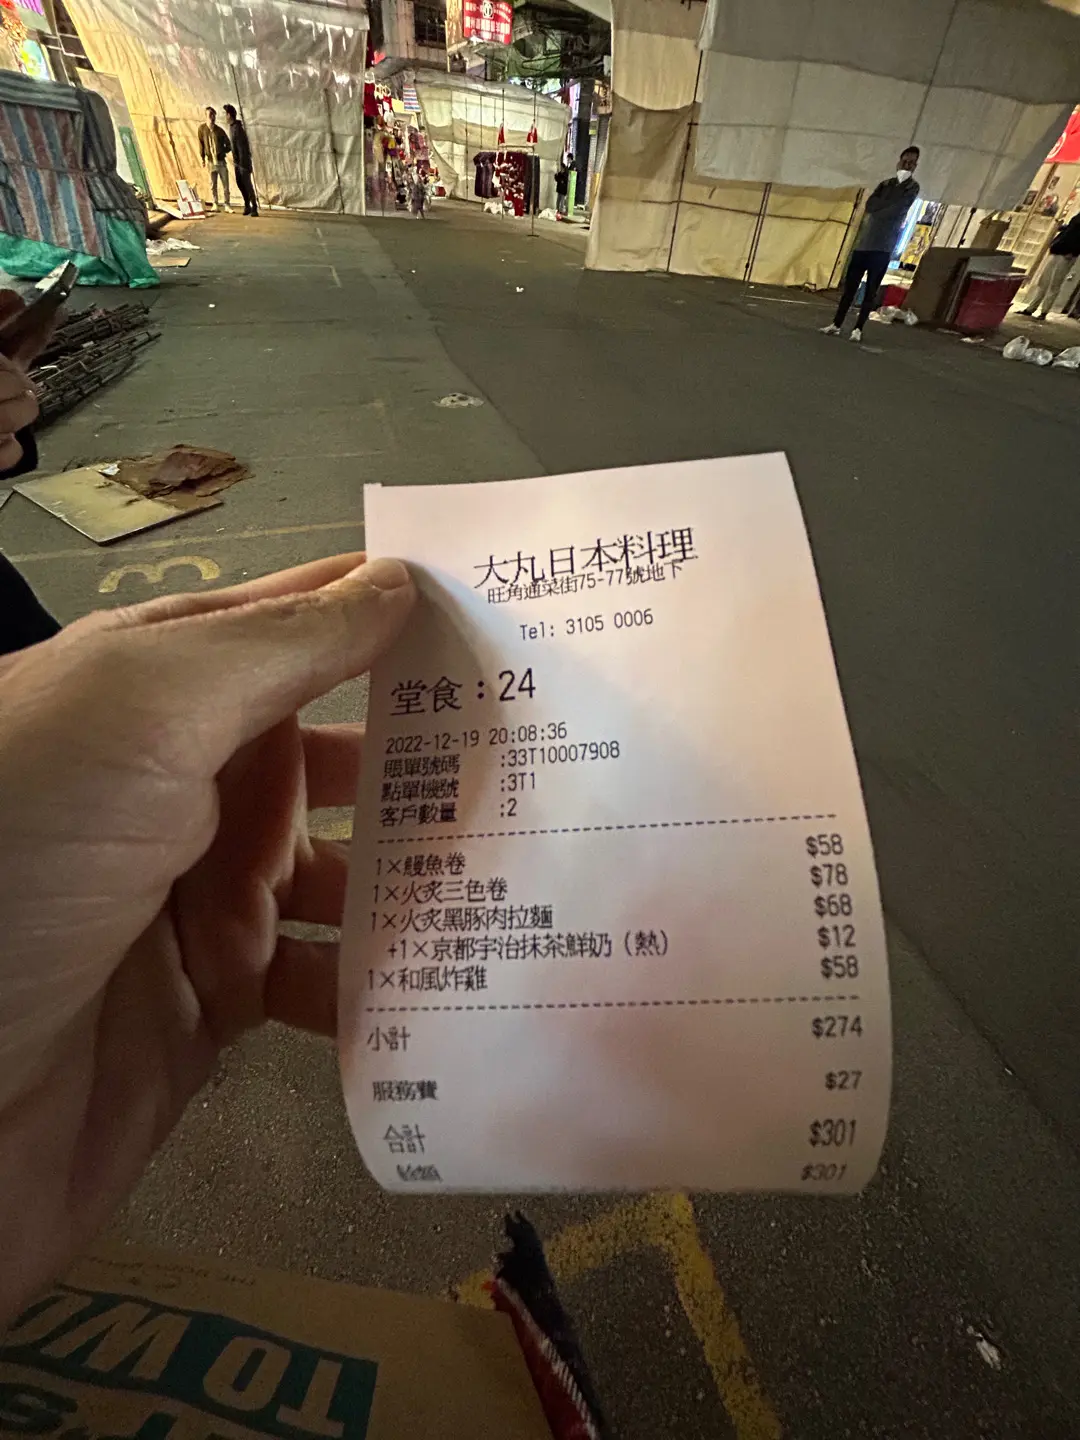 大丸日本料理
旺角通菜街75-77號地下
Tel: 3105 0006
堂食：24
2022-12-19 20:08:36
賬單號碼 :33T10007908
點單機號 :3T1
客戶數量 :2
1×鰻魚卷 $58
1×火炙三色卷 $78
1×火炙黑豚肉拉麵 $68
+1×京都宇治抹茶鮮奶（熱） $12
1×和風炸雞 $58
小計 $274
服務費 $27
合計 $301
$301
3
TO WO